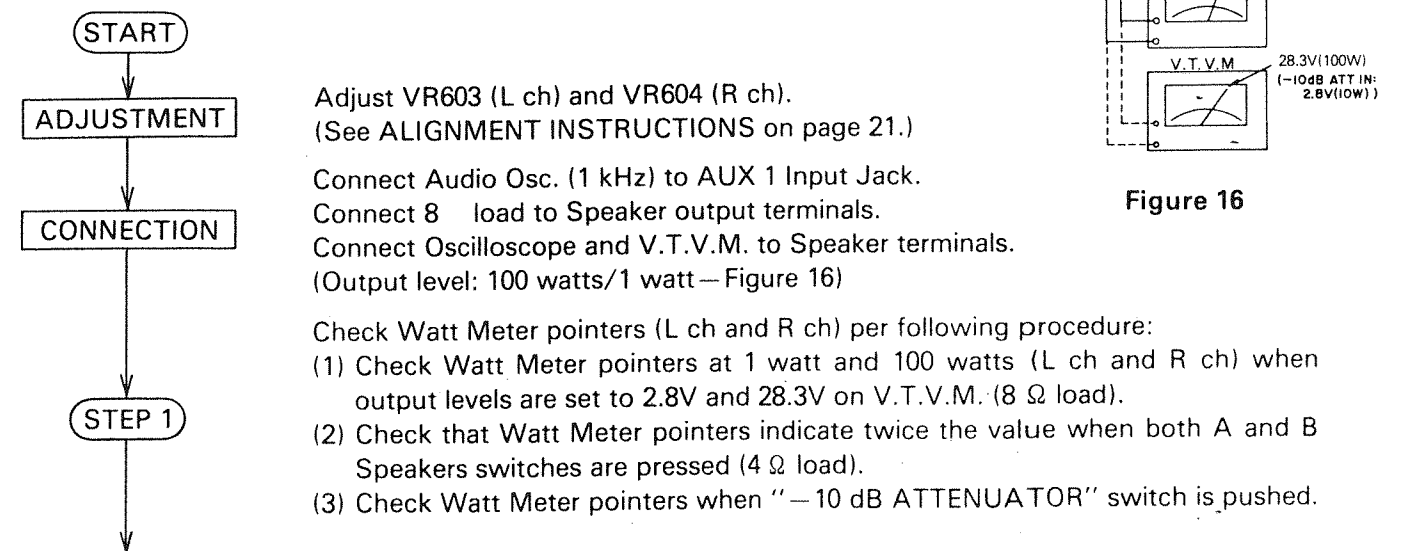 START
ADJUSTMENT
Adjust VR603 (L ch) and VR604 (R ch).
(See ALIGNMENT INSTRUCTIONS on page 21.)
CONNECTION
Connect Audio Osc. (1 kHz) to AUX 1 Input Jack.
Connect 8 load to Speaker output terminals.
Connect Oscilloscope and V.T.V.M. to Speaker terminals.
(Output level: 100 watts/1 watt—Figure 16)
STEP 1
Check Watt Meter pointers (L ch and R ch) per following procedure:
(1) Check Watt Meter pointers at 1 watt and 100 watts (L ch and R ch) when
output levels are set to 2.8V and 28.3V on V.T.V.M. (8 Ω load).
(2) Check that Watt Meter pointers indicate twice the value when both A and B
Speakers switches are pressed (4 Ω load).
(3) Check Watt Meter pointers when "—10 dB ATTENUATOR" switch is pushed.
V.T.V.M
28.3V(100W)
(-10dB ATT IN:
2.8V(10W) )
Figure 16